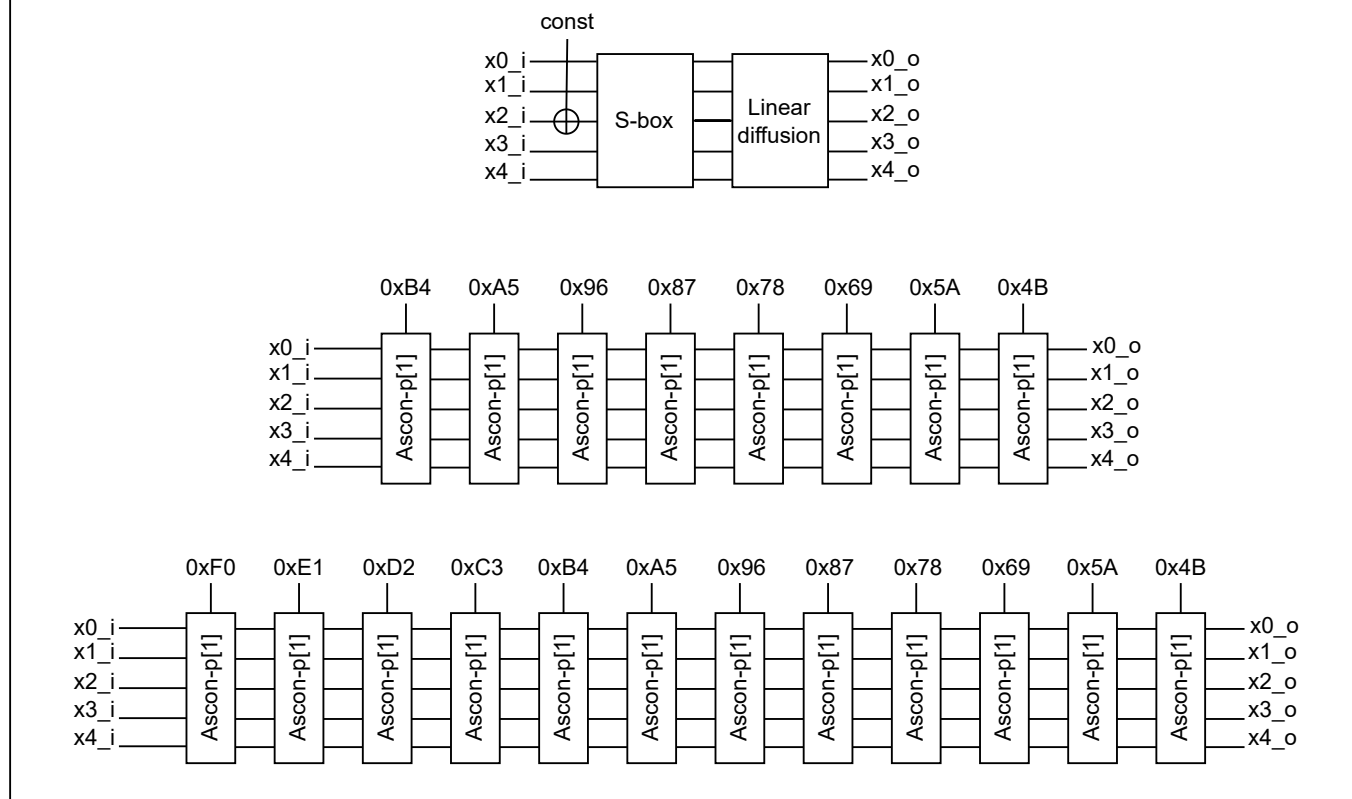 const
x0_i x0_o
x1_i x1_o
x2_i S-box Linear diffusion x2_o
x3_i x3_o
x4_i x4_o
0xB4 0xA5 0x96 0x87 0x78 0x69 0x5A 0x4B
x0_i x0_o
x1_i x1_o
x2_i Ascon-p[1] Ascon-p[1] Ascon-p[1] Ascon-p[1] Ascon-p[1] Ascon-p[1] Ascon-p[1] Ascon-p[1] x2_o
x3_i x3_o
x4_i x4_o
0xF0 0xE1 0xD2 0xC3 0xB4 0xA5 0x96 0x87 0x78 0x69 0x5A 0x4B
x0_i x0_o
x1_i x1_o
x2_i Ascon-p[1] Ascon-p[1] Ascon-p[1] Ascon-p[1] Ascon-p[1] Ascon-p[1] Ascon-p[1] Ascon-p[1] Ascon-p[1] Ascon-p[1] Ascon-p[1] Ascon-p[1] x2_o
x3_i x3_o
x4_i x4_o